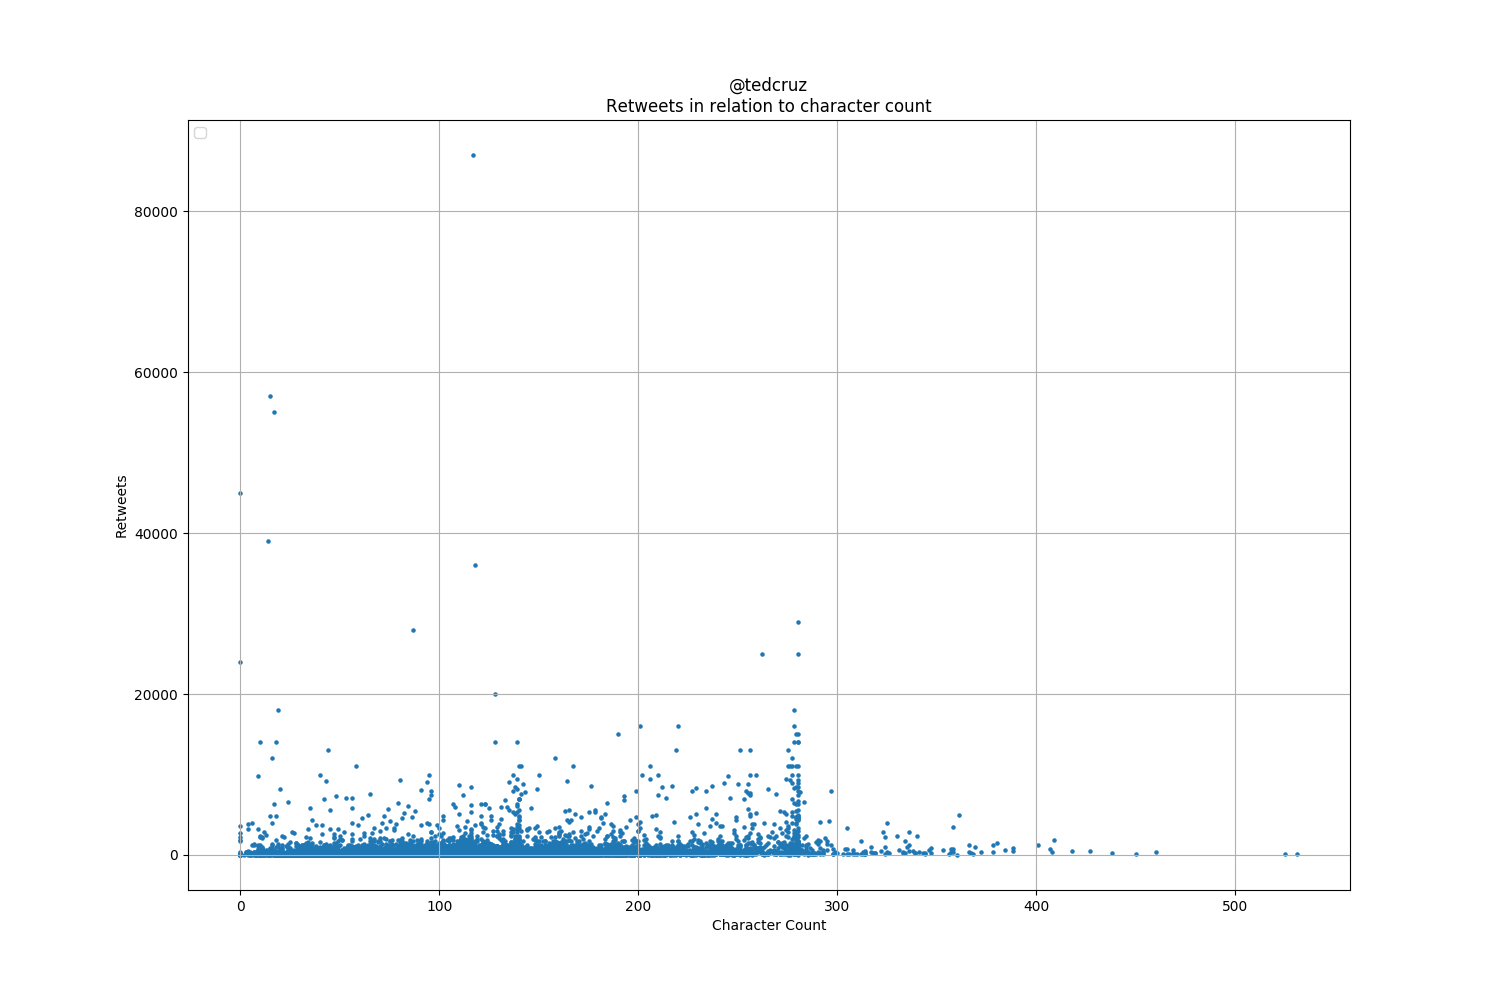 @tedcruz
Retweets in relation to character count
80000
60000
40000
20000
0
Retweets
0 100 200 300 400 500
Character Count